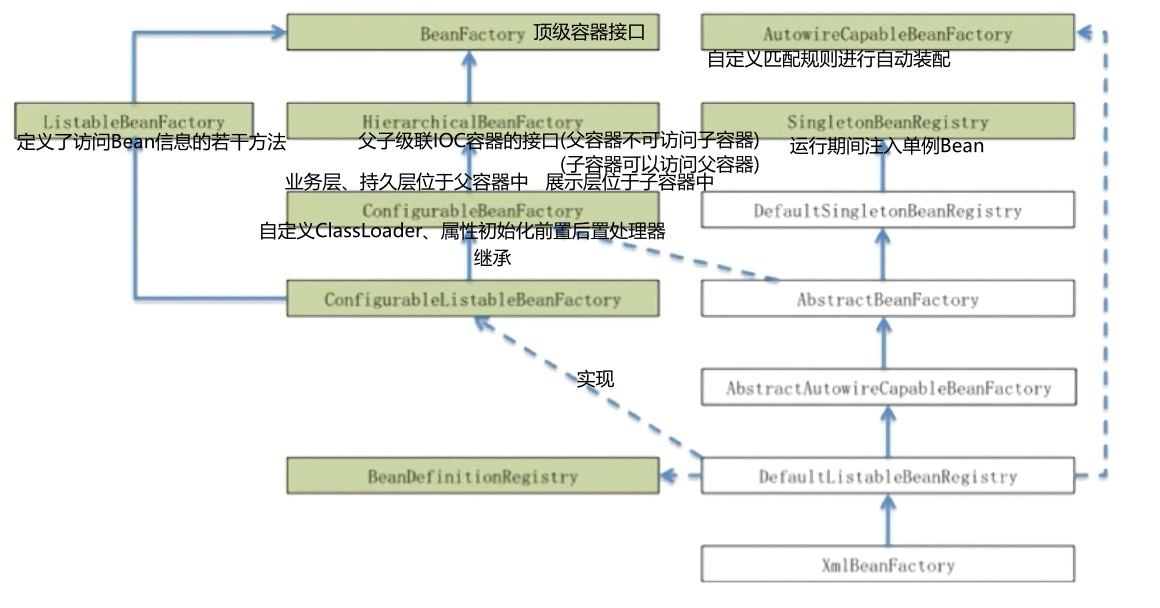 BeanFactory 顶级容器接口
AutowireCapableBeanFactory
自定义匹配规则进行自动装配
ListableBeanFactory
定义了访问Bean信息的若干方法
HierarchicalBeanFactory
父子级联IOC容器的接口(父容器不可访问子容器)
(子容器可以访问父容器)
SingletonBeanRegistry
运行期间注入单例Bean
业务层、持久层位于父容器中 展示层位于子容器中
ConfigurableBeanFactory
自定义ClassLoader、属性初始化前置后置处理器
DefaultSingletonBeanRegistry
继承
ConfigurableListableBeanFactory
AbstractBeanFactory
实现
AbstractAutowireCapableBeanFactory
BeanDefinitionRegistry
DefaultListableBeanRegistry
XmlBeanFactory